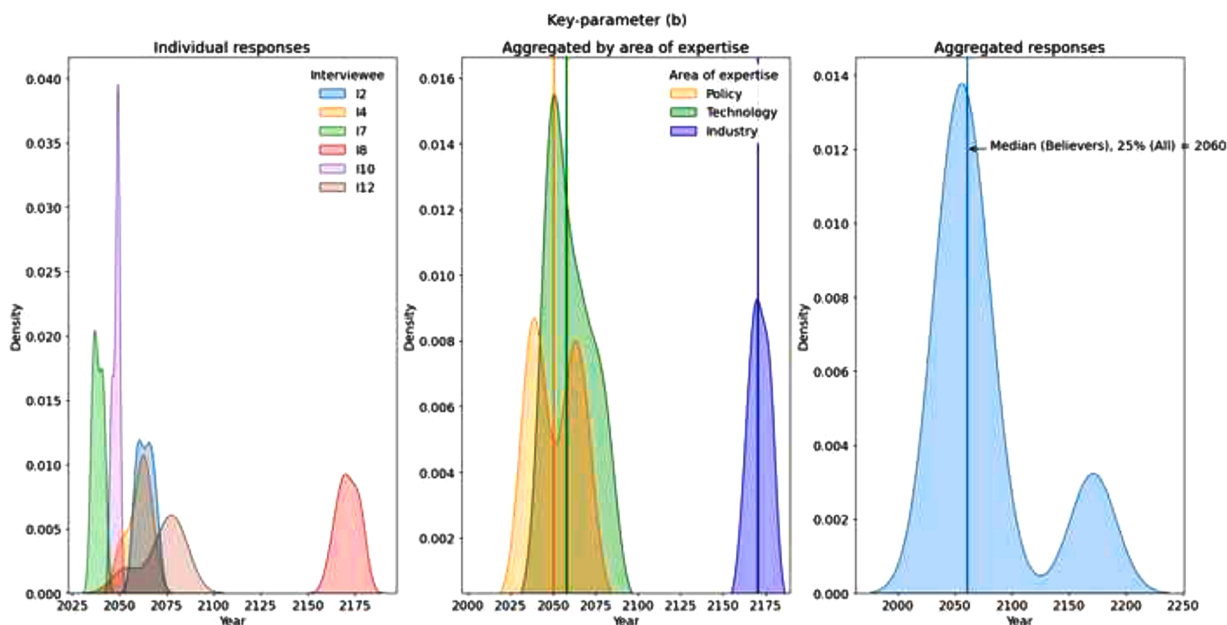 Key-parameter (b)
Individual responses
Interviewee
I2
I4
I7
I8
I10
I12
0.040
0.035
0.030
0.025
0.020
0.015
0.010
0.005
0.000
Density
2025
2050
2075
2100
2125
2150
2175
Year
Aggregated by area of expertise
Area of expertise
Policy
Technology
Industry
0.016
0.014
0.012
0.010
0.008
0.006
0.004
0.002
Density
2000
2025
2050
2075
2100
2125
2150
2175
Year
Aggregated responses
Median (Believers), 25% (All) = 2060
0.014
0.012
0.010
0.008
0.006
0.004
0.002
0.000
Density
2000
2050
2100
2150
2200
2250
Year